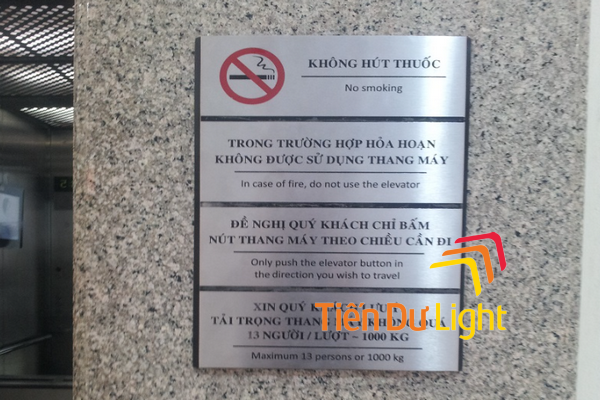 KHÔNG HÚT THUỐC
No smoking
TRONG TRƯỜNG HỢP HỎA HOẠN
KHÔNG ĐƯỢC SỬ DỤNG THANG MÁY
In case of fire, do not use the elevator
ĐỀ NGHỊ QUÝ KHÁCH CHỈ BẤM
NÚT THANG MÁY THEO CHIỀU CẦN ĐI
Only push the elevator button in
the direction you wish to travel
XIN QUÝ
TẢI TRỌNG THANG KHÔNG QUÁ
Tiến Dư Light
13 NGƯỜI / LƯỢT ~ 1000 KG
Maximum 13 persons or 1000 kg